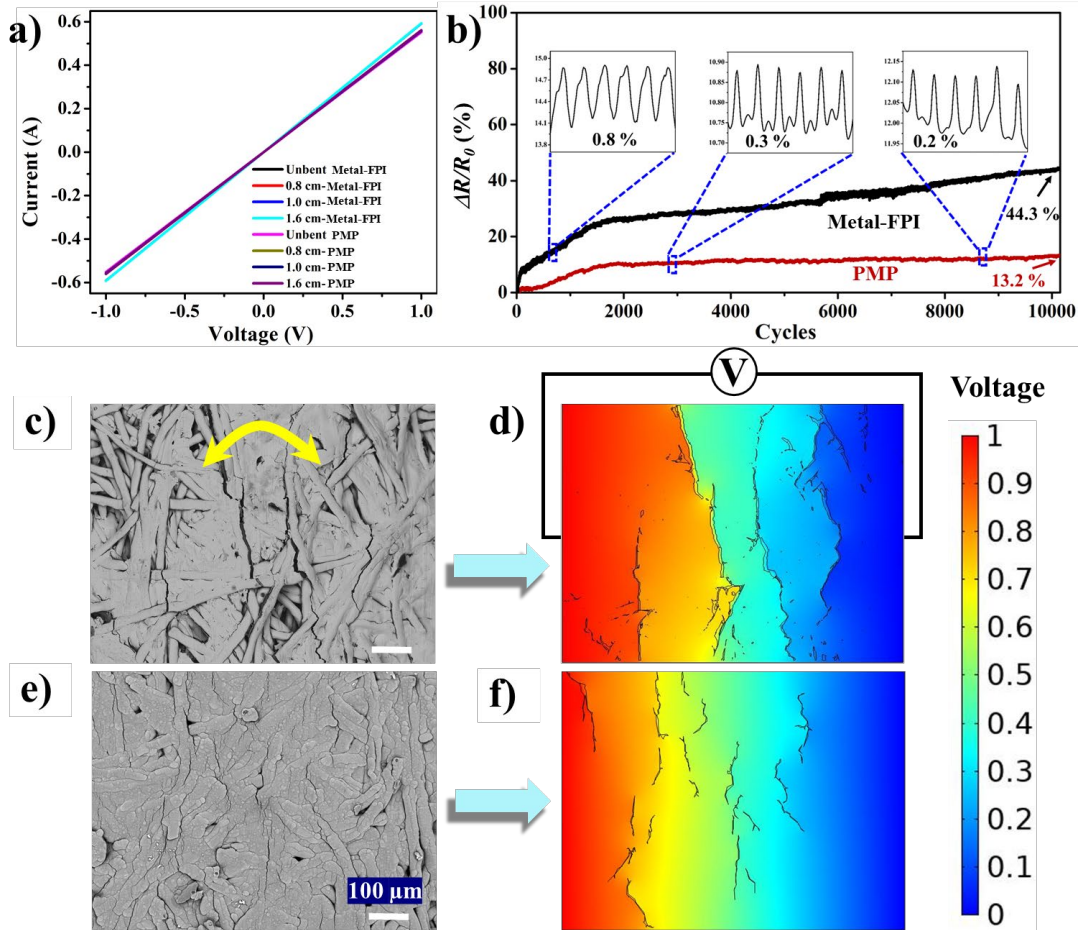 a)
0.6
0.4
0.2
0.0
-0.2
-0.4
-0.6
Current (A)
Unbent Metal-FPI
0.8 cm-Metal-FPI
1.0 cm-Metal-FPI
1.6 cm-Metal-FPI
Unbent PMP
0.8 cm-PMP
1.0 cm-PMP
1.6 cm-PMP
-1.0 -0.5 0.0 0.5 1.0
Voltage (V)
b)
100
80
60
40
20
0
ΔR/R0 (%)
15.0
14.7
14.4
14.1
13.8
0.8 %
10.90
10.85
10.80
10.75
10.70
0.3 %
12.15
12.10
12.05
12.00
11.95
0.2 %
Metal-FPI
44.3 %
PMP
13.2 %
0 2000 4000 6000 8000 10000
Cycles
c)
d)
V
Voltage
1
0.9
0.8
0.7
0.6
0.5
0.4
0.3
0.2
0.1
0
e)
100 µm
f)